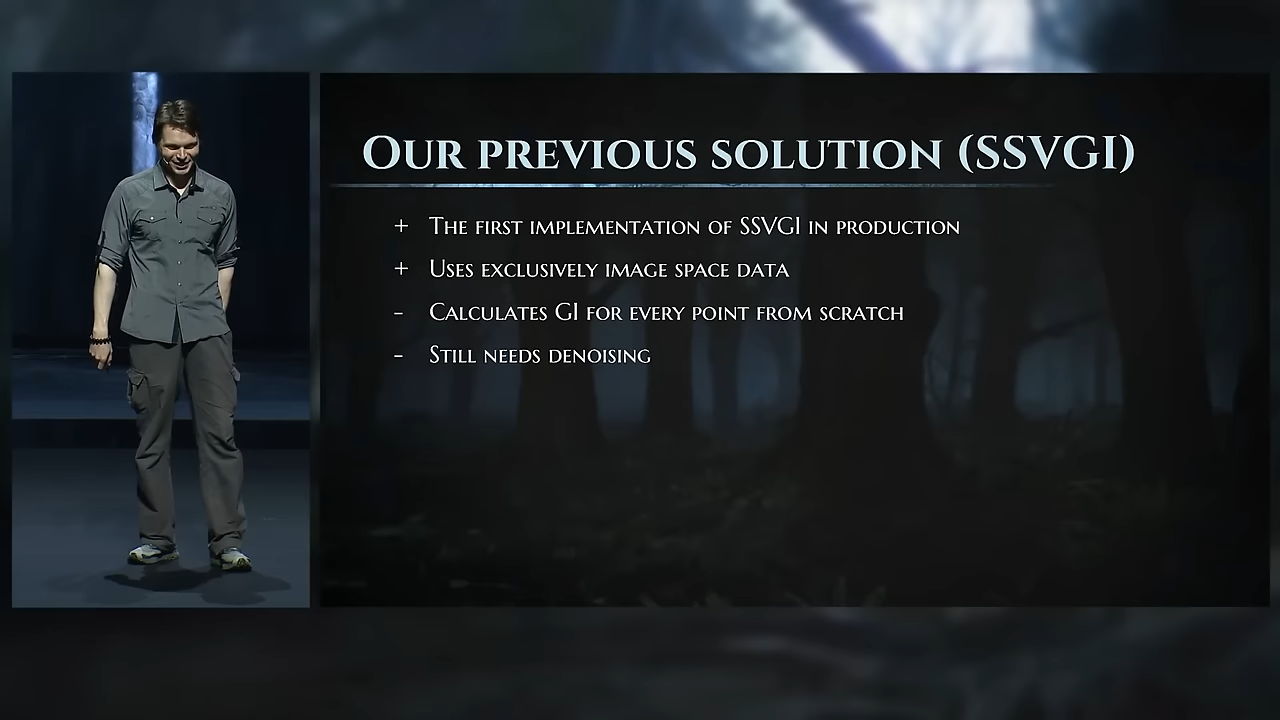 Our previous solution (SSVGI)
+ The first implementation of SSVGI in production
+ Uses exclusively image space data
- Calculates GI for every point from scratch
- Still needs denoising